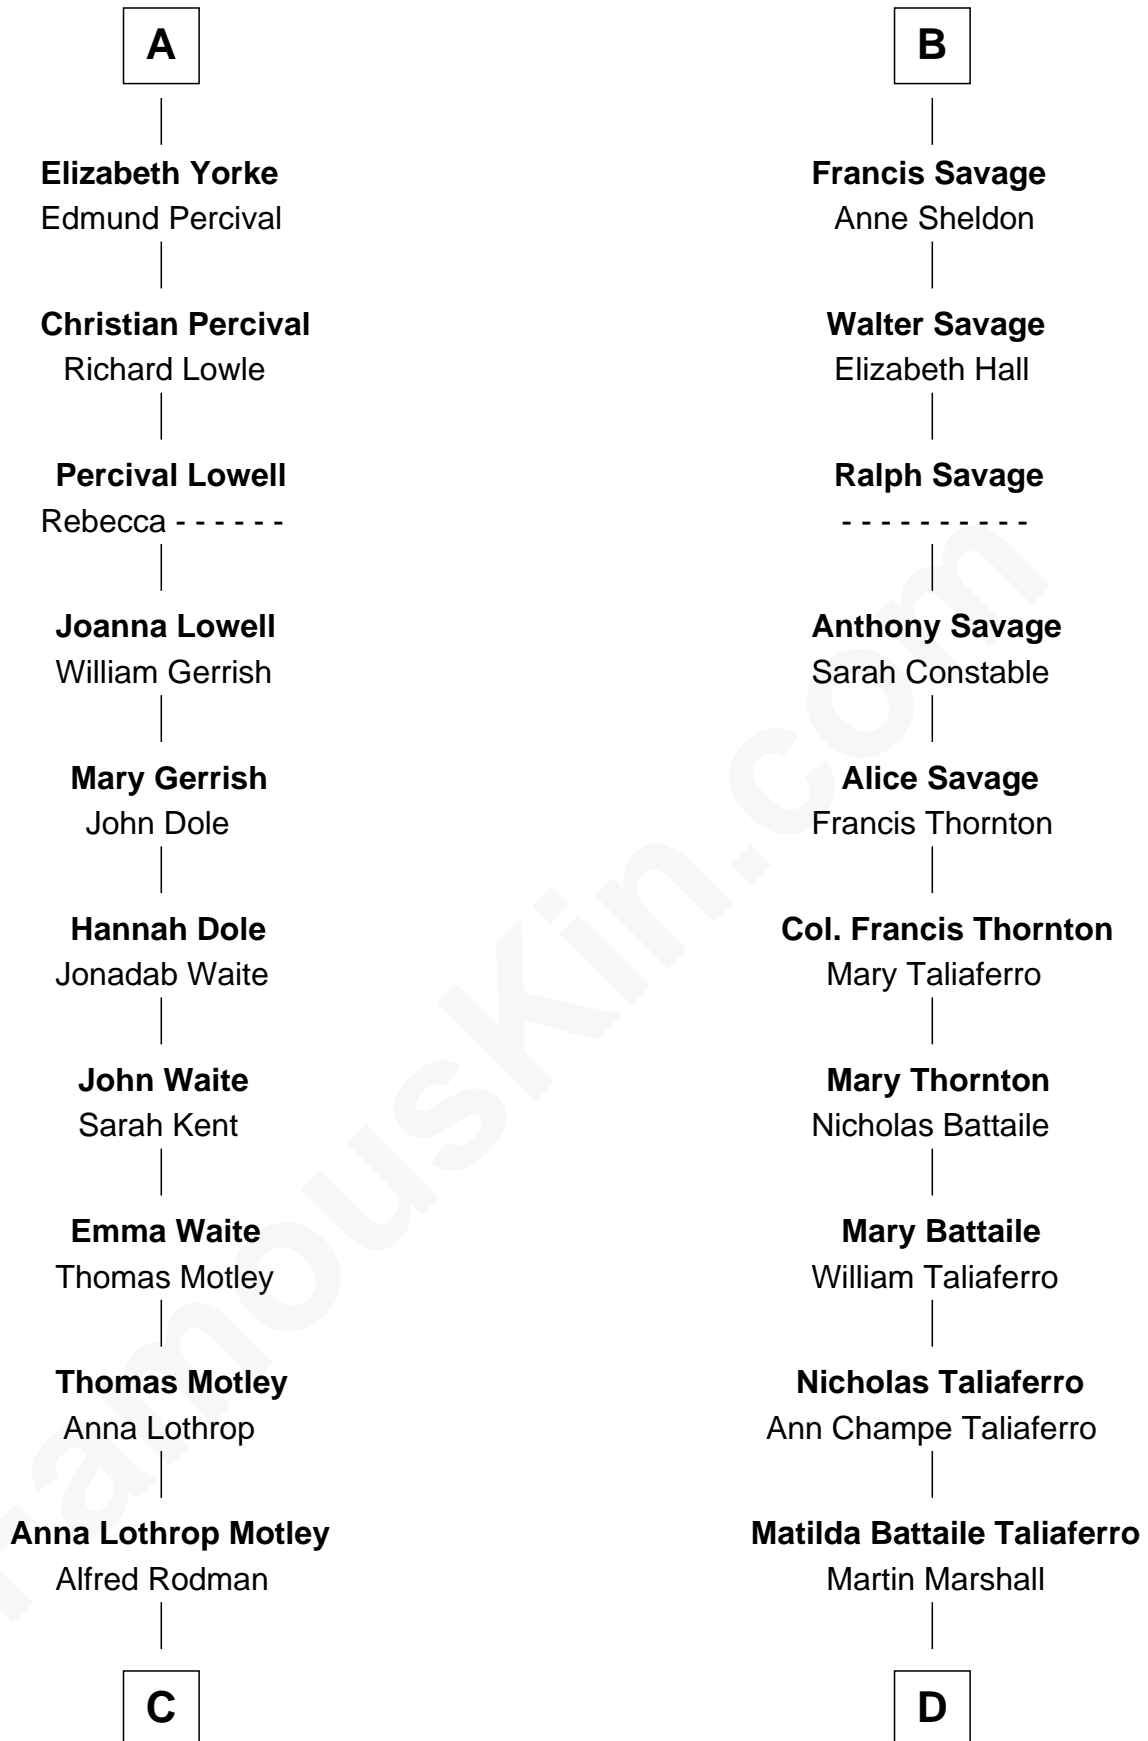 A
Elizabeth Yorke
Edmund Percival
Christian Percival
Richard Lowle
Percival Lowell
Rebecca - - - - - -
Joanna Lowell
William Gerrish
Mary Gerrish
John Dole
Hannah Dole
Jonadab Waite
John Waite
Sarah Kent
Emma Waite
Thomas Motley
Thomas Motley
Anna Lothrop
Anna Lothrop Motley
Alfred Rodman
C
B
Francis Savage
Anne Sheldon
Walter Savage
Elizabeth Hall
Ralph Savage
- - - - - - - - - -
Anthony Savage
Sarah Constable
Alice Savage
Francis Thornton
Col. Francis Thornton
Mary Taliaferro
Mary Thornton
Nicholas Battaile
Mary Battaile
William Taliaferro
Nicholas Taliaferro
Ann Champe Taliaferro
Matilda Battaile Taliaferro
Martin Marshall
D
FamousKin.com